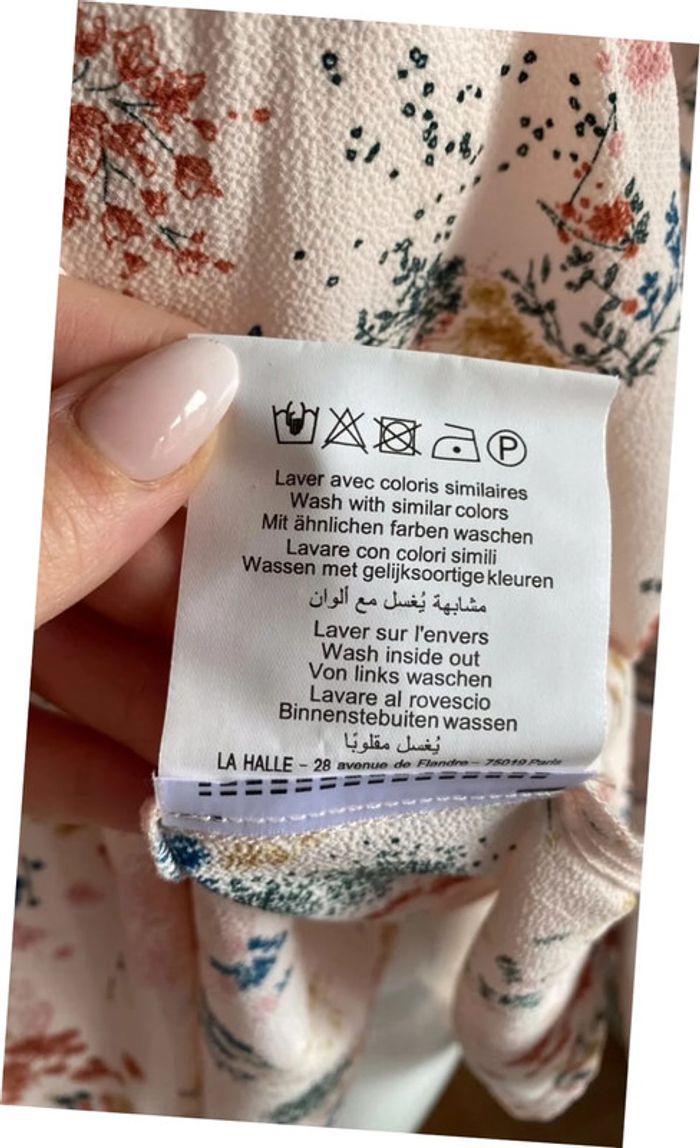 P
Laver avec coloris similaires
Wash with similar colors
Mit ähnlichen farben waschen
Lavare con colori simili
Wassen met gelijksoortige kleuren
مشابهة يُغسل مع ألوان
Laver sur l'envers
Wash inside out
Von links waschen
Lavare al rovescio
Binnenstebuiten wassen
يُغسل مقلوبًا
LA HALLE - 28 avenue de Flandre - 75019 Paris